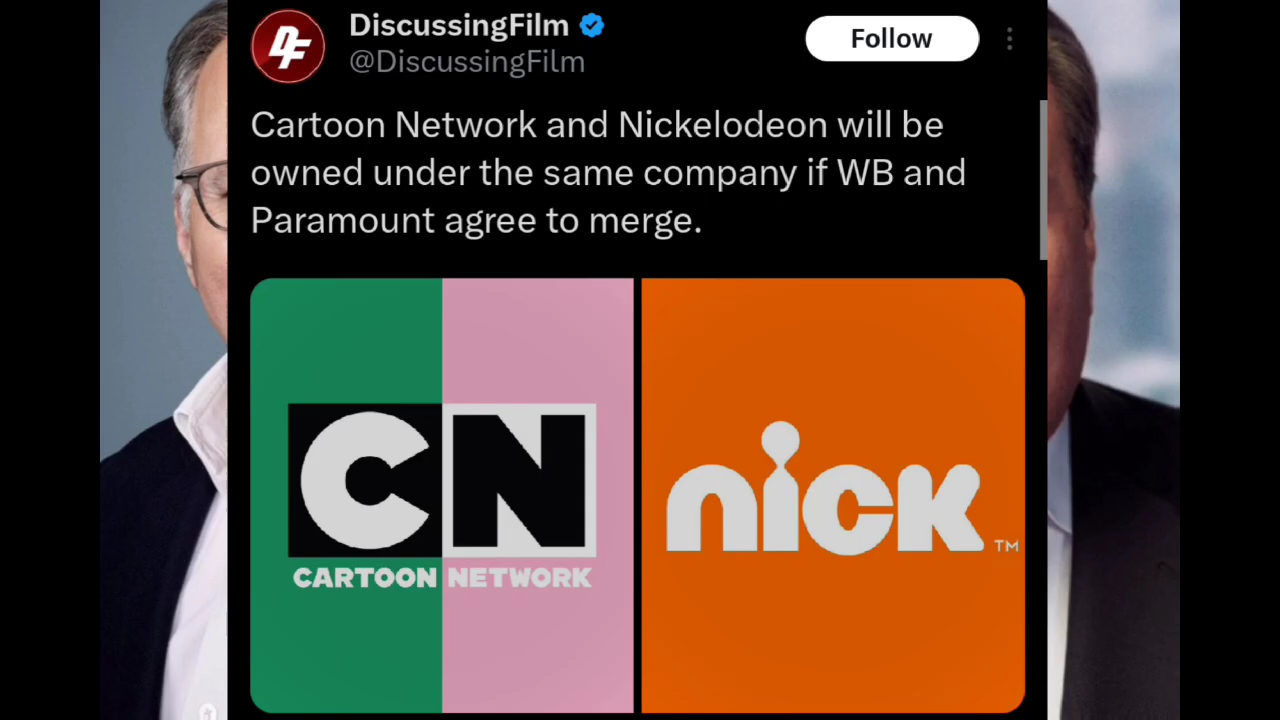 DiscussingFilm
@DiscussingFilm
Follow
Cartoon Network and Nickelodeon will be
owned under the same company if WB and
Paramount agree to merge.
CN
CARTOON NETWORK
nick
TM